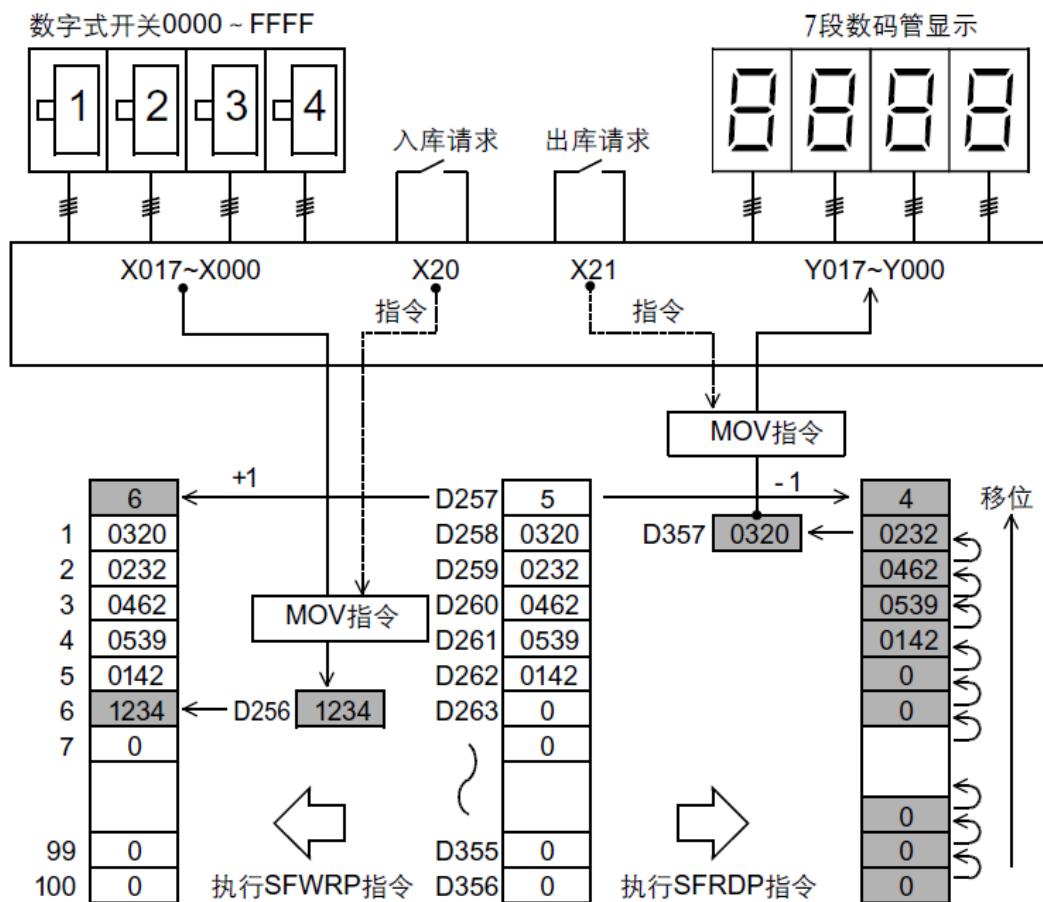 数字式开关0000 ~ FFFF
7段数码管显示
1 2 3 4
8 8 8 8
入库请求
出库请求
X017~X000
X20
X21
Y017~Y000
指令
指令
MOV指令
+1
- 1
移位
6
D257 5
4
1 0320
D258 0320
D357 0320
0232
2 0232
D259 0232
0462
3 0462
MOV指令
D260 0462
0539
4 0539
D261 0539
0142
5 0142
D262 0142
0
6 1234
D256 1234
D263 0
0
7 0
0
0
99 0
D355 0
0
100 0
执行SFWRP指令
D356 0
执行SFRDP指令
0